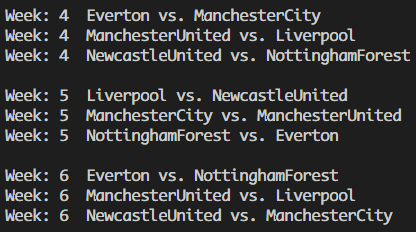 Week: 4  Everton vs. ManchesterCity
Week: 4  ManchesterUnited vs. Liverpool
Week: 4  NewcastleUnited vs. NottinghamForest
Week: 5  Liverpool vs. NewcastleUnited
Week: 5  ManchesterCity vs. ManchesterUnited
Week: 5  NottinghamForest vs. Everton
Week: 6  Everton vs. NottinghamForest
Week: 6  ManchesterUnited vs. Liverpool
Week: 6  NewcastleUnited vs. ManchesterCity